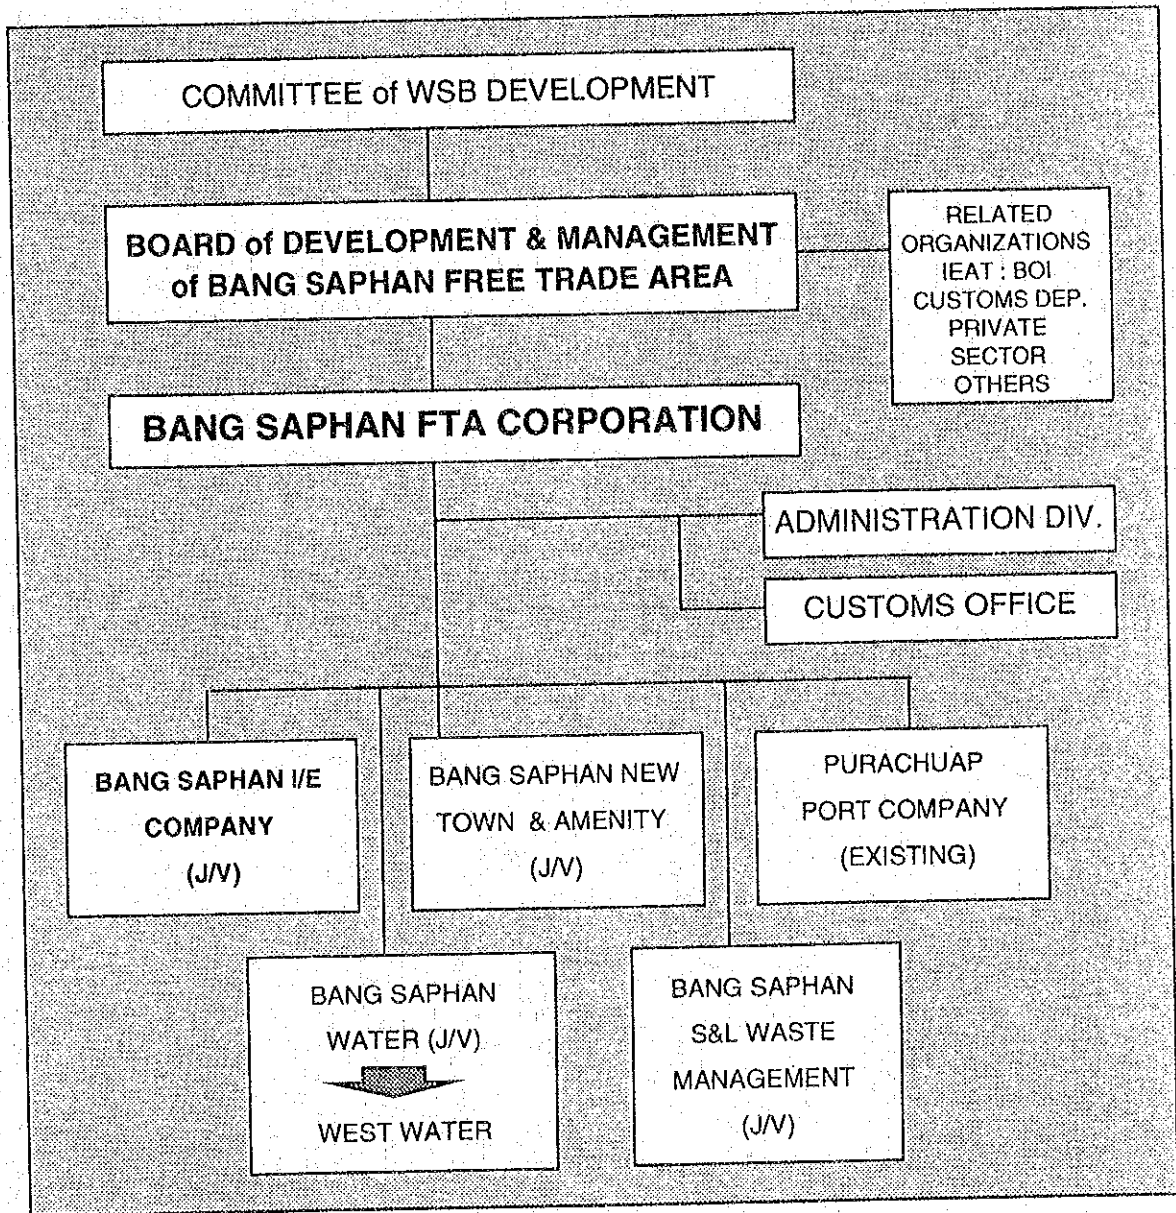 COMMITTEE of WSB DEVELOPMENT
BOARD of DEVELOPMENT & MANAGEMENT
of BANG SAPHAN FREE TRADE AREA
RELATED
ORGANIZATIONS
IEAT : BOI
CUSTOMS DEP.
PRIVATE
SECTOR
OTHERS
BANG SAPHAN FTA CORPORATION
ADMINISTRATION DIV.
CUSTOMS OFFICE
BANG SAPHAN I/E
COMPANY
(J/V)
BANG SAPHAN NEW
TOWN & AMENITY
(J/V)
PURACHUAP
PORT COMPANY
(EXISTING)
BANG SAPHAN
WATER (J/V)
WEST WATER
BANG SAPHAN
S&L WASTE
MANAGEMENT
(J/V)